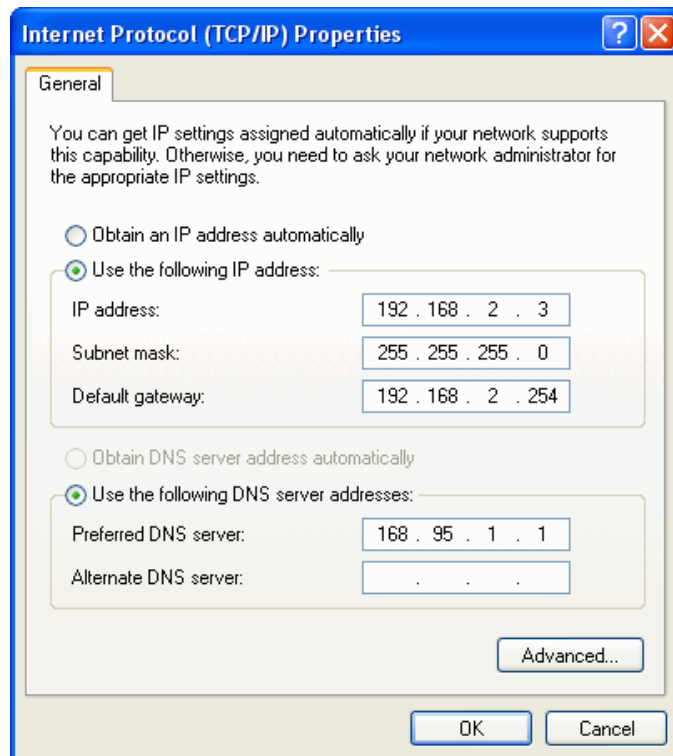 Internet Protocol (TCP/IP) Properties
General
You can get IP settings assigned automatically if your network supports
this capability. Otherwise, you need to ask your network administrator for
the appropriate IP settings.
Obtain an IP address automatically
Use the following IP address:
IP address: 192 . 168 . 2 . 3
Subnet mask: 255 . 255 . 255 . 0
Default gateway: 192 . 168 . 2 . 254
Obtain DNS server address automatically
Use the following DNS server addresses:
Preferred DNS server: 168 . 95 . 1 . 1
Alternate DNS server: . . .
Advanced...
OK Cancel